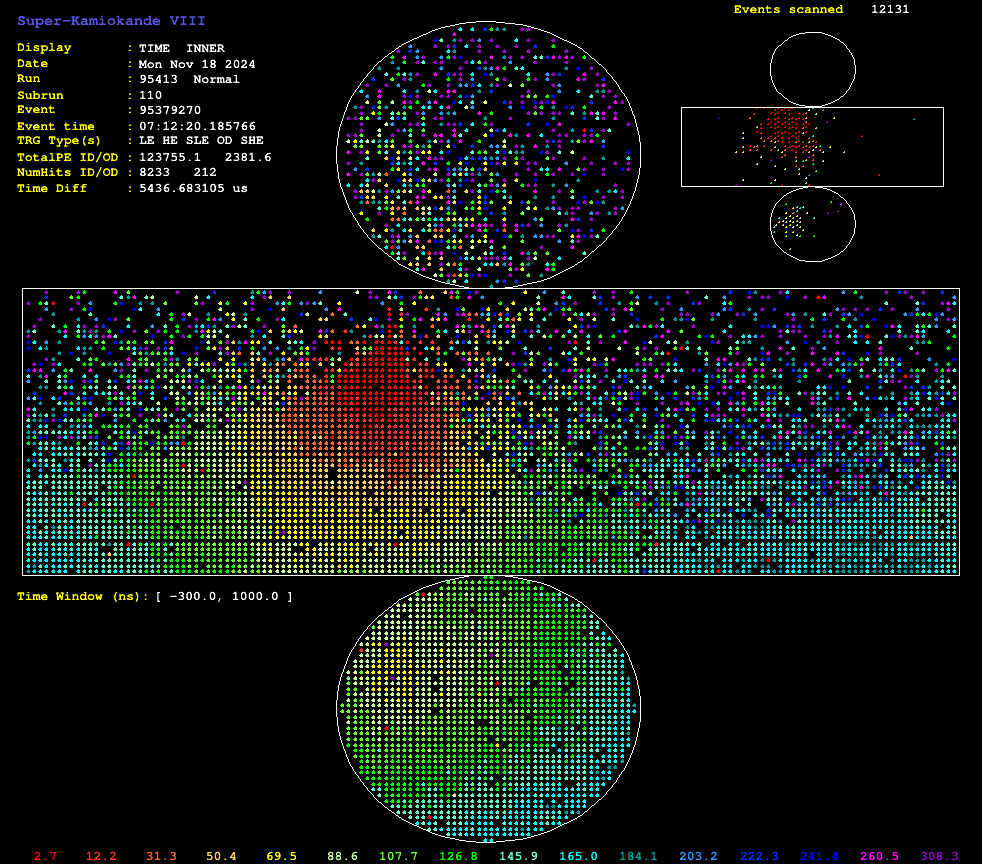 Super-Kamiokande VIII
Events scanned 12131
Display : TIME INNER
Date : Mon Nov 18 2024
Run : 95413 Normal
Subrun : 110
Event : 95379270
Event time : 07:12:20.185766
TRG Type(s) : LE HE SLE OD SHE
TotalPE ID/OD : 123755.1 2381.6
NumHits ID/OD : 8233 212
Time Diff : 5436.683105 us
Time Window (ns): [ -300.0, 1000.0 ]
2.7 12.2 31.3 50.4 69.5 88.6 107.7 126.8 145.9 165.0 184.1 203.2 222.3 241.4 260.5 308.3